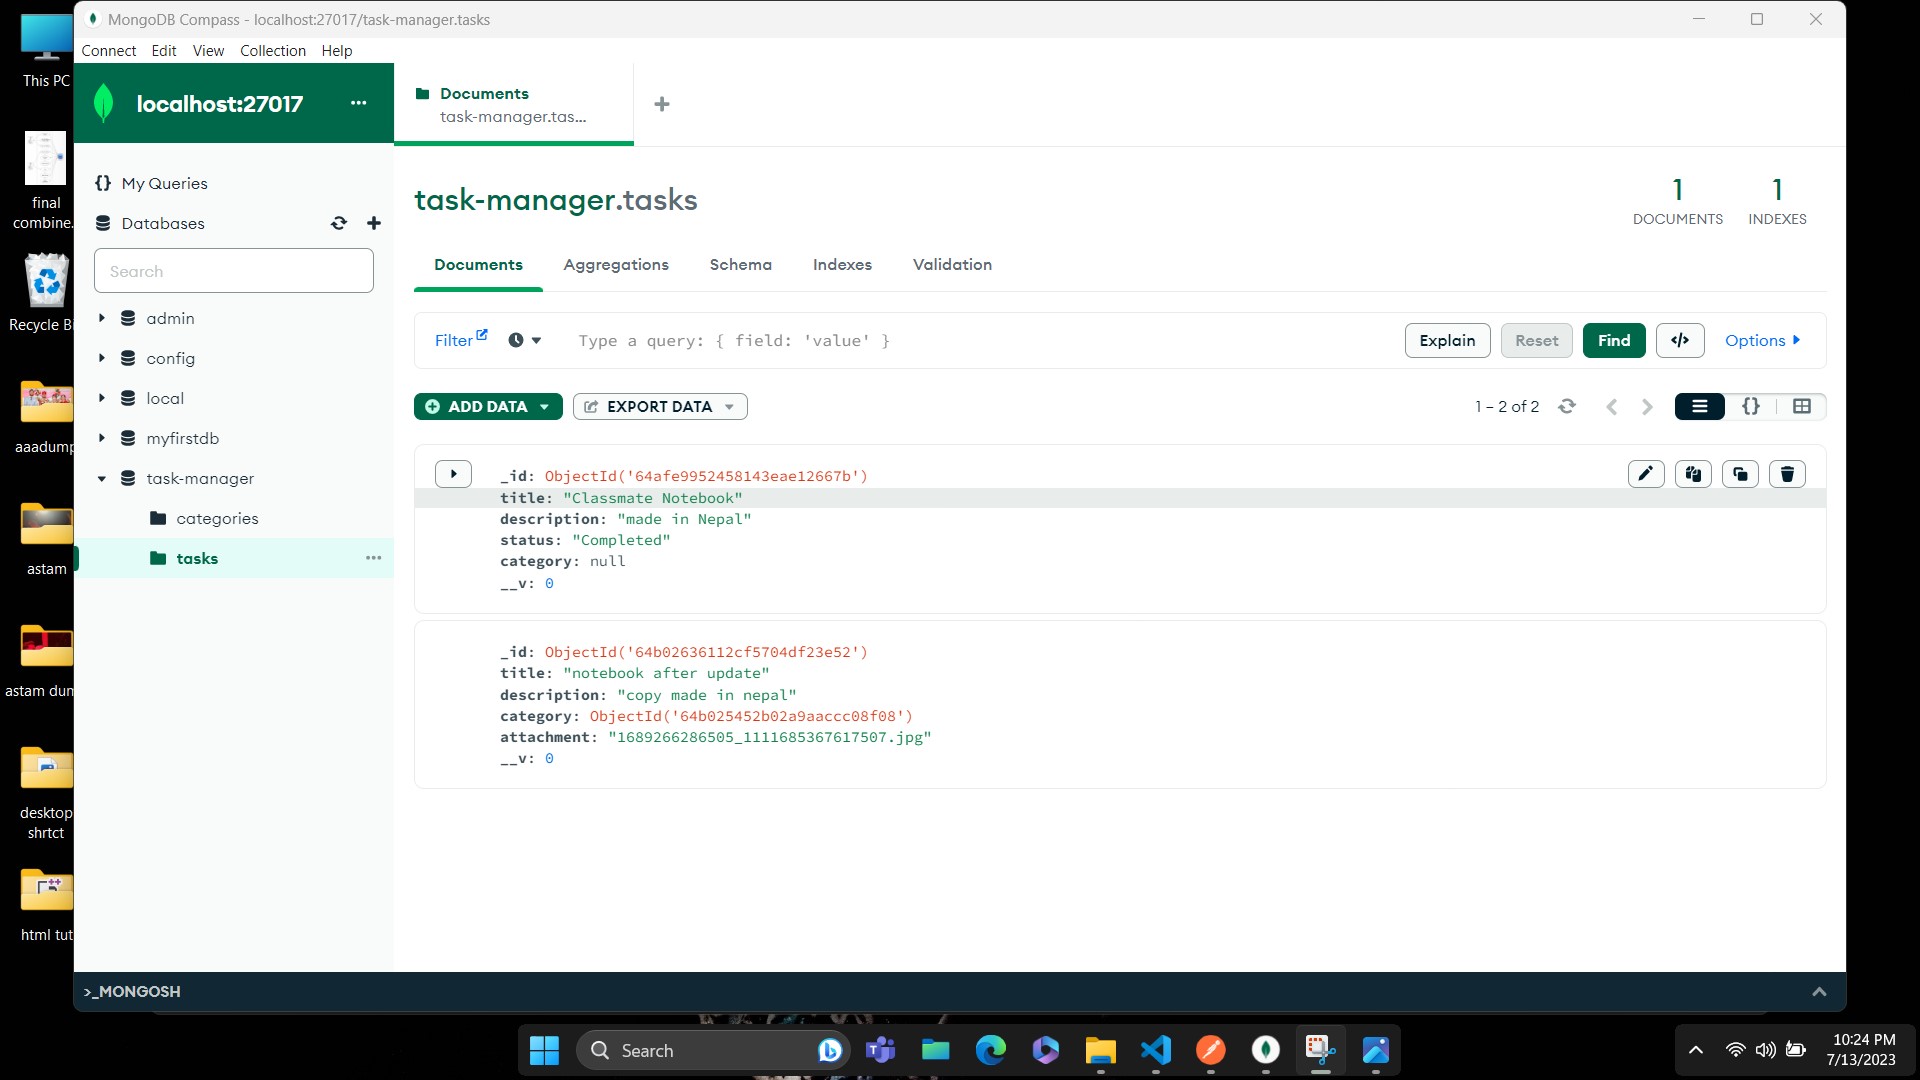 MongoDB Compass - localhost:27017/task-manager.tasks
Connect Edit View Collection Help
This PC
final
combine.
Recycle Bi
aaadump
astam
astam dum
desktop
shrtct
html tut
localhost:27017
My Queries
Databases
Search
admin
config
local
myfirstdb
task-manager
categories
tasks
Documents
task-manager.tas...
task-manager.tasks
1
DOCUMENTS
1
INDEXES
Documents Aggregations Schema Indexes Validation
Filter Type a query: { field: 'value' } Explain Reset Find </> Options
ADD DATA EXPORT DATA 1 – 2 of 2 {}
_id: ObjectId('64afe9952458143eae12667b')
title: "Classmate Notebook"
description: "made in Nepal"
status: "Completed"
category: null
__v: 0
_id: ObjectId('64b02636112cf5704df23e52')
title: "notebook after update"
description: "copy made in nepal"
category: ObjectId('64b025452b02a9aaccc08f08')
attachment: "1689266286505_1111685367617507.jpg"
__v: 0
>_MONGOSH
Search
10:24 PM
7/13/2023